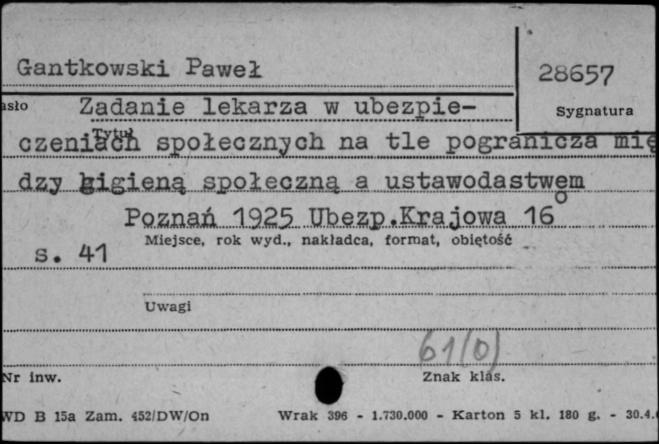 Gantkowski Paweł
28657
asło Zadanie lekarza w ubezpie-
Sygnatura
Tytuł
czeniach społecznych na tle pogranicza mię
dzy higieną społeczną a ustawodastwem
Poznań 1925 Ubezp.Krajowa 16°
Miejsce, rok wyd., nakładca, format, obiętość
s. 41
Uwagi
61(0)
Nr inw.
Znak klas.
WD B 15a Zam. 452/DW/On Wrak 396 - 1.730.000 - Karton 5 kl. 180 g. - 30.4.